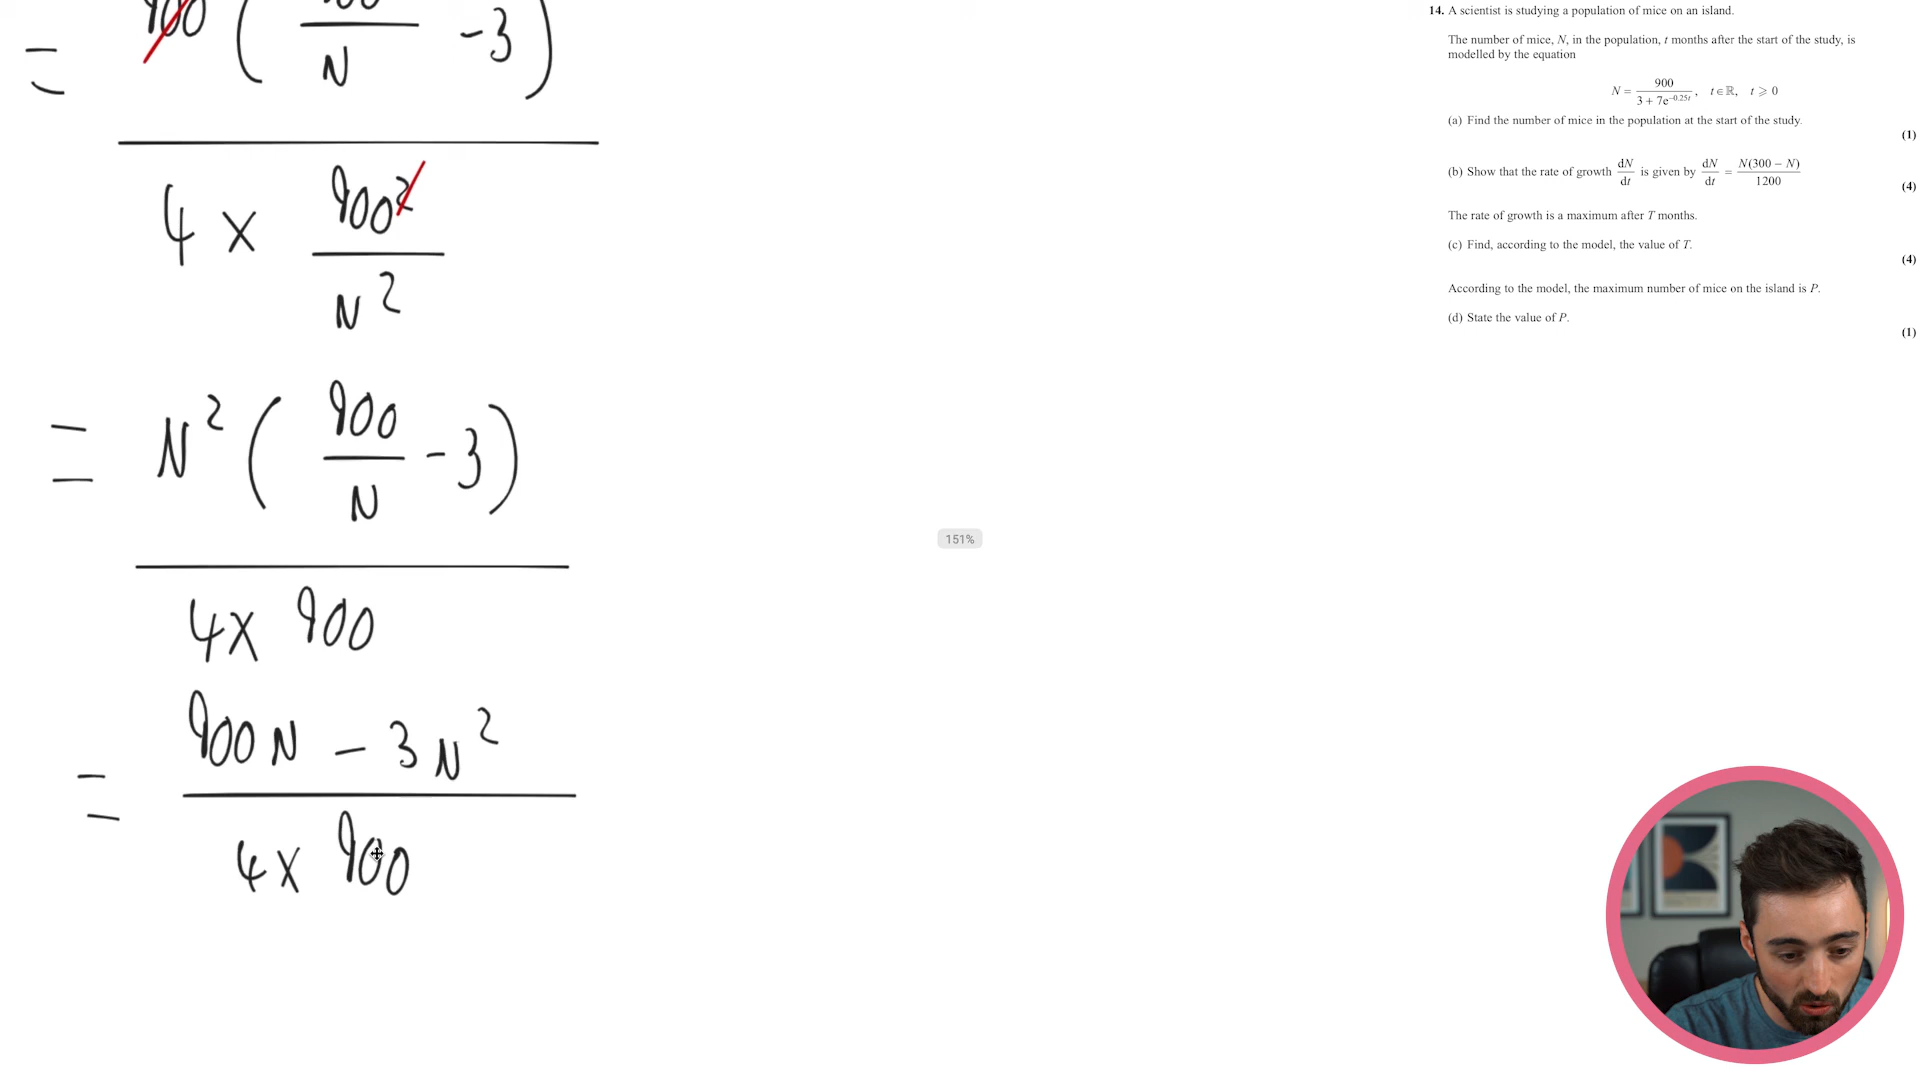 = 900 ( 900/N - 3 )
4 x 900²/N²
= N² ( 900/N - 3 )
4x 900
= 900N - 3N²
4 x 900
151%
14. A scientist is studying a population of mice on an island.
The number of mice, N, in the population, t months after the start of the study, is
modelled by the equation
N = 900/(3 + 7e^(−0.25t)), t∈ℝ, t ⩾ 0
(a) Find the number of mice in the population at the start of the study.
(1)
(b) Show that the rate of growth dN/dt is given by dN/dt = N(300 − N)/1200
(4)
The rate of growth is a maximum after T months.
(c) Find, according to the model, the value of T.
(4)
According to the model, the maximum number of mice on the island is P.
(d) State the value of P.
(1)